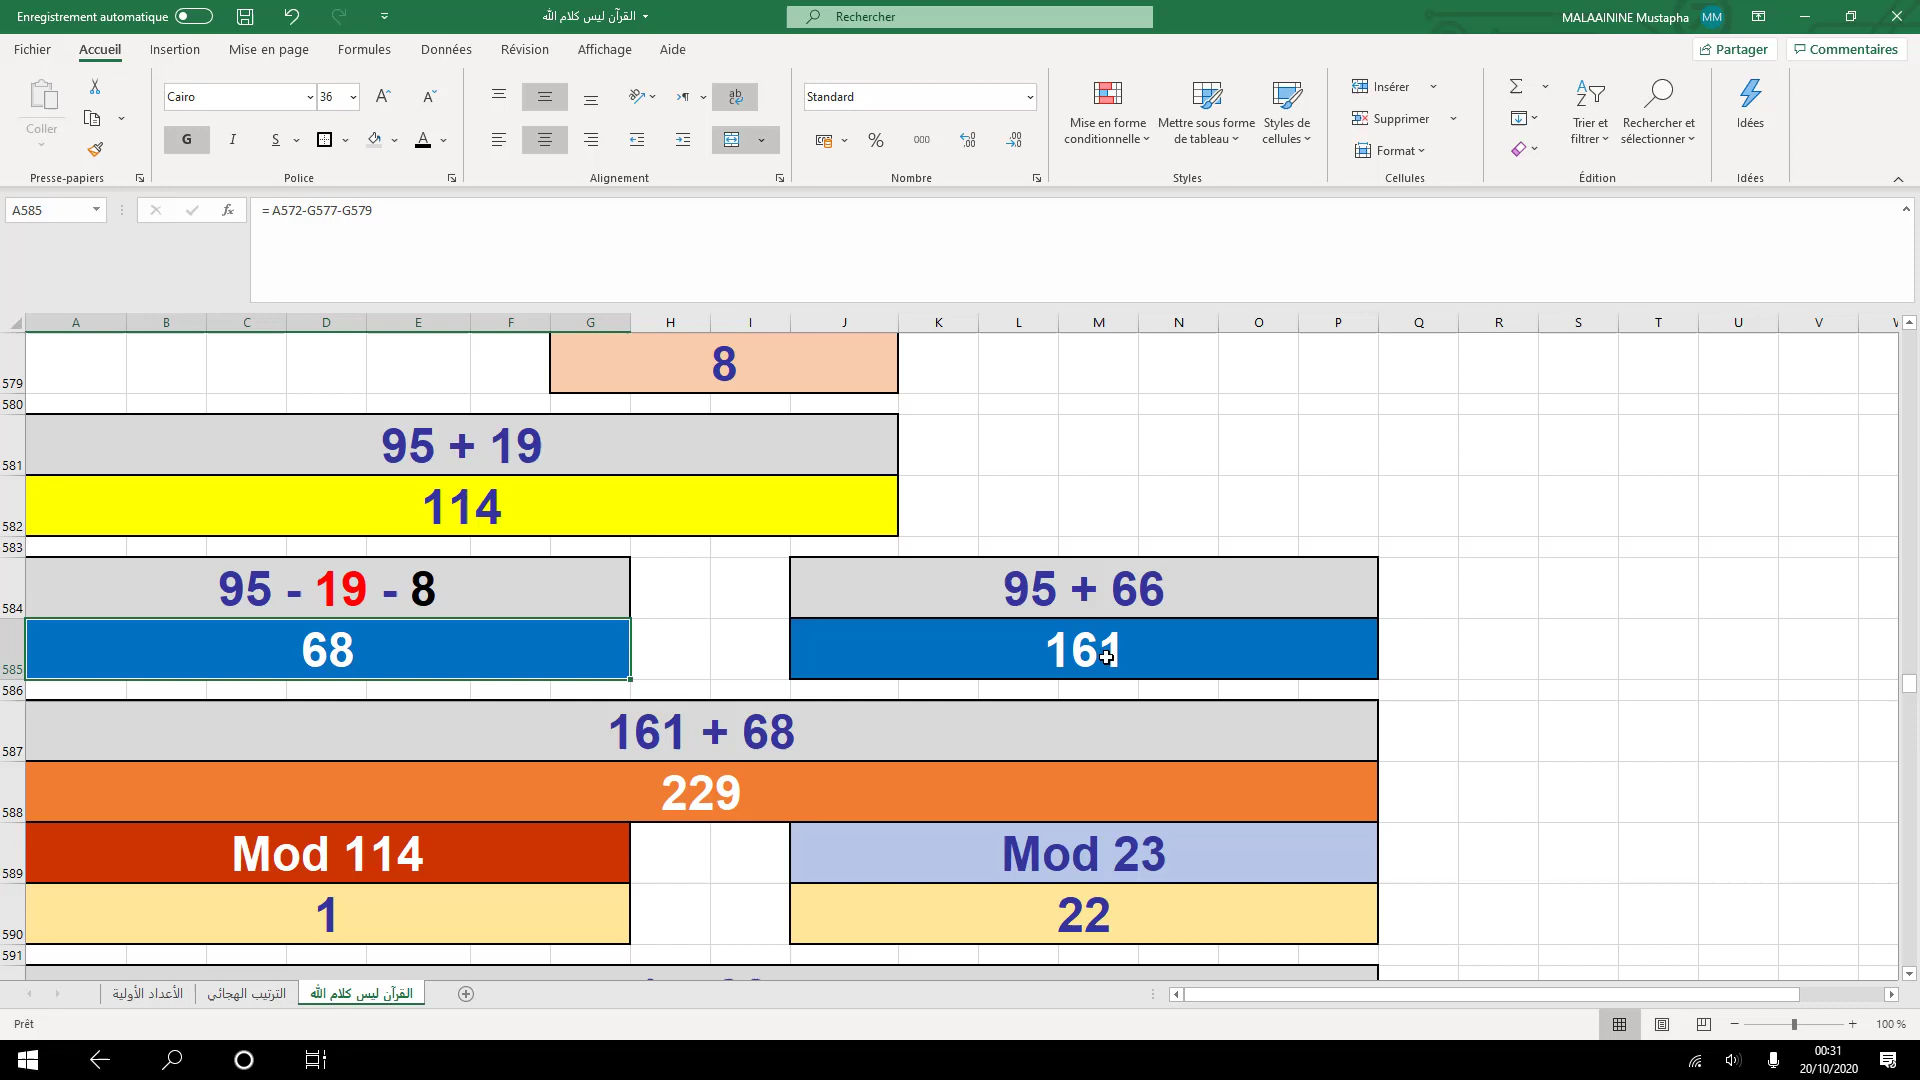 Enregistrement automatique
القرآن ليس كلام الله
Rechercher
MALAAININE Mustapha
MM
Fichier
Accueil
Insertion
Mise en page
Formules
Données
Révision
Affichage
Aide
Partager
Commentaires
Coller
Presse-papiers
Cairo
36
G I S
Police
Alignement
Standard
% 000
Nombre
Mise en forme
conditionnelle
Mettre sous forme
de tableau
Styles de
cellules
Styles
Insérer
Supprimer
Format
Cellules
Trier et
filtrer
Rechercher et
sélectionner
Édition
Idées
Idées
A585
fx
= A572-G577-G579
A B C D E F G H I J K L M N O P Q R S T U V
579
8
580
581
95 + 19
582
114
583
584
95 - 19 - 8
95 + 66
585
68
161
586
587
161 + 68
588
229
589
Mod 114
Mod 23
590
1
22
591
الأعداد الأولية
الترتيب الهجائي
القرآن ليس كلام الله
Prêt
100 %
00:31
20/10/2020